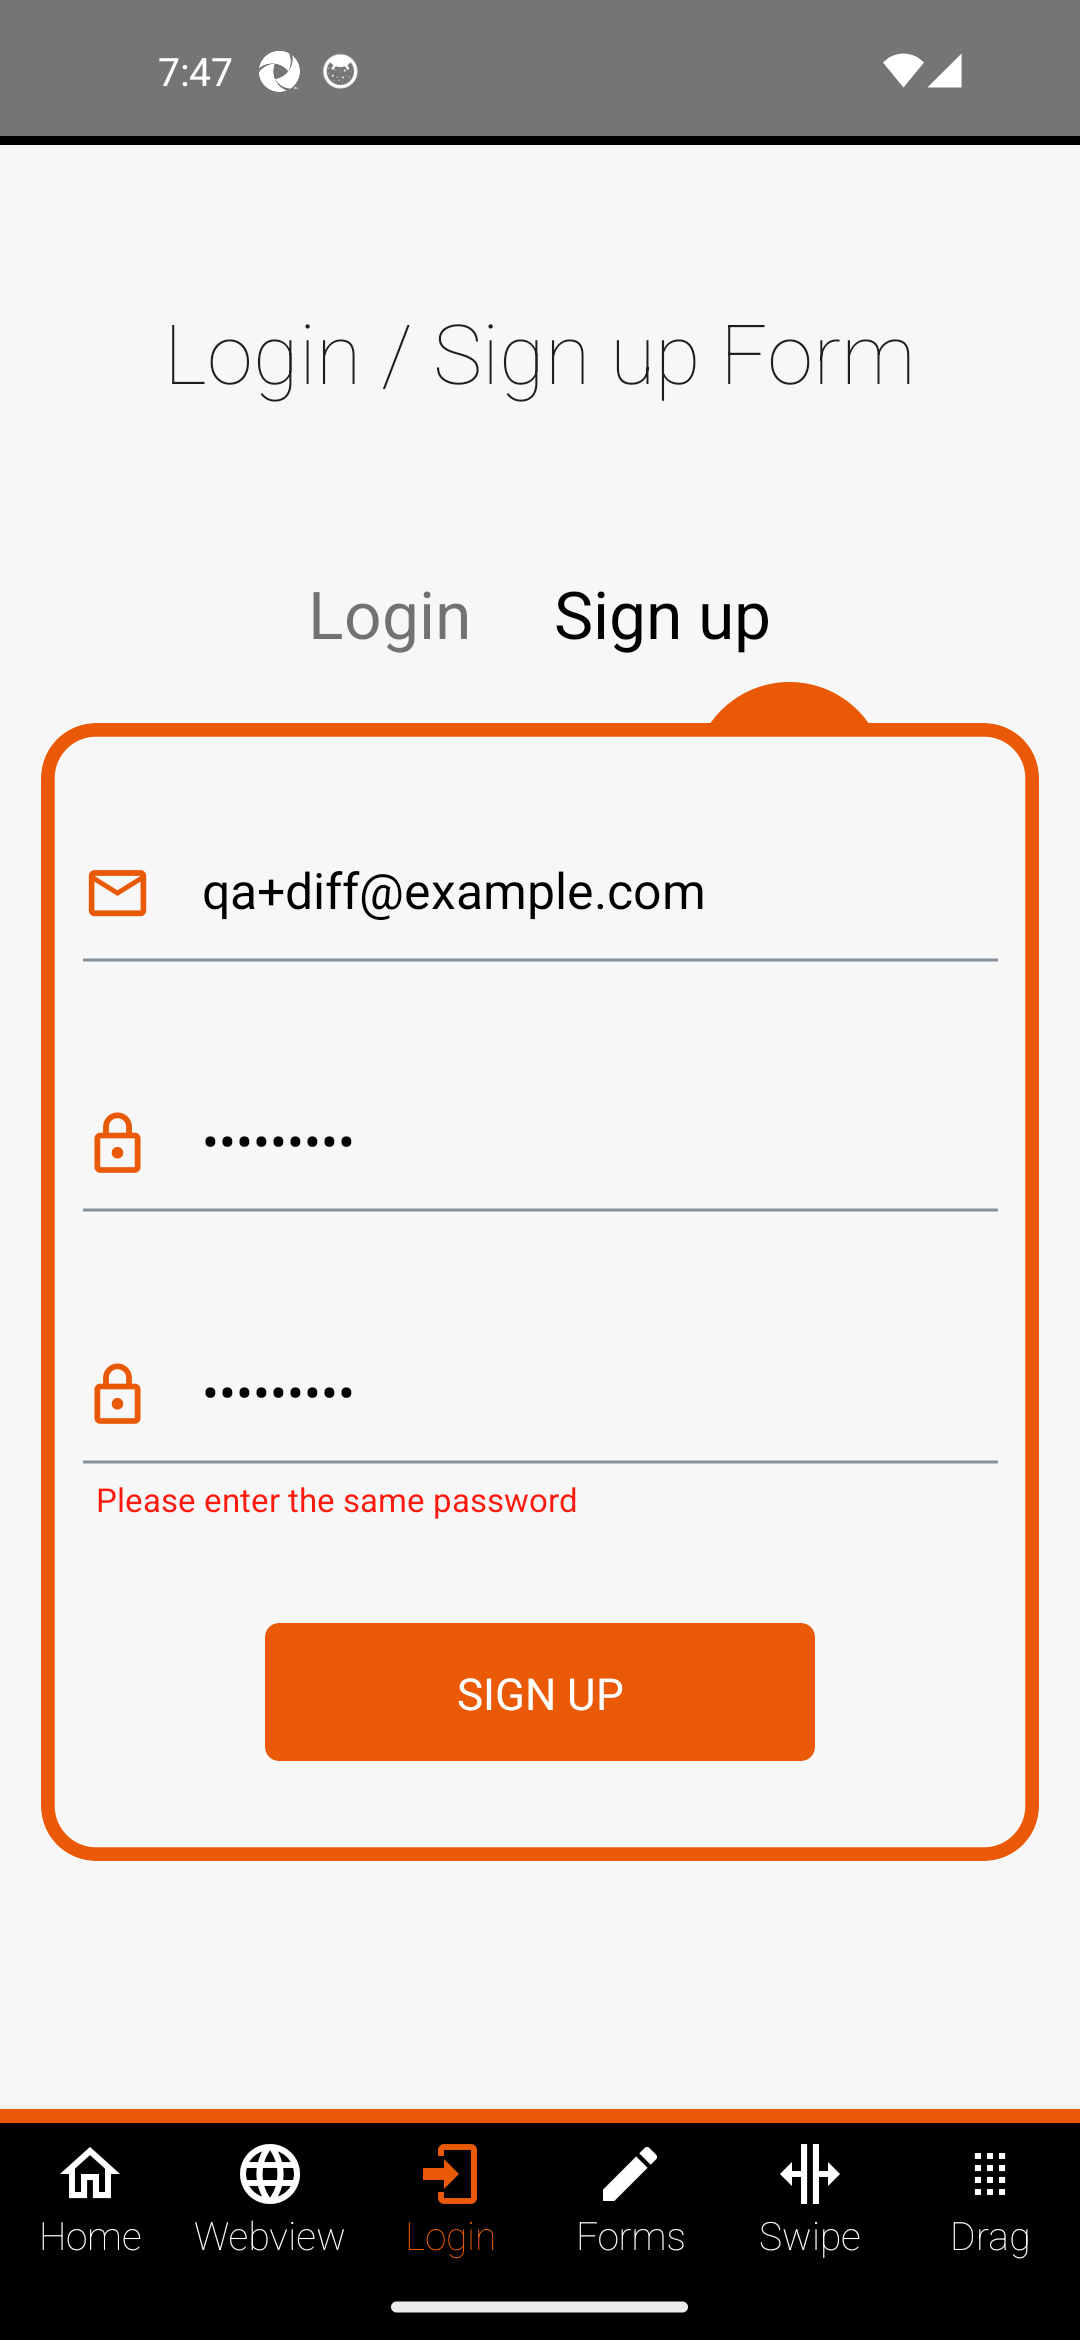 7:47
Login / Sign up Form
Login Sign up
qa+diff@example.com
•••••••••
•••••••••
Please enter the same password
SIGN UP
Home Webview Login Forms Swipe Drag